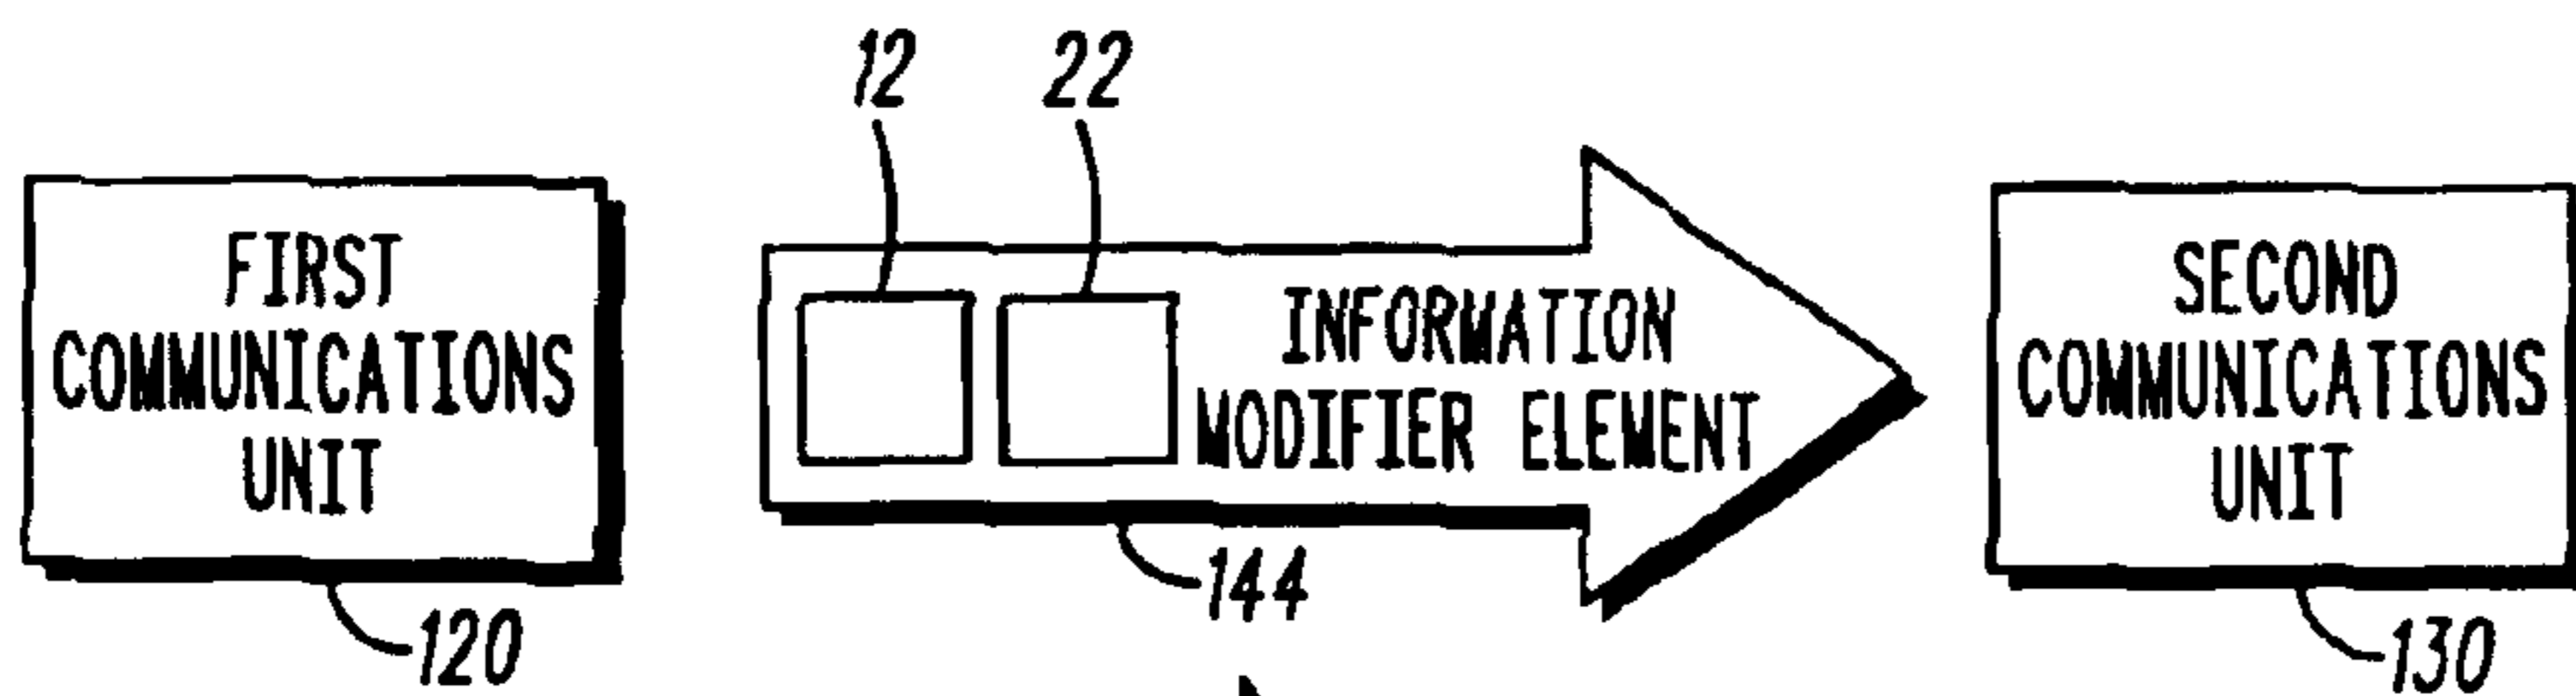 12 22
FIRST
COMMUNICATIONS
UNIT
INFORMATION
MODIFIER ELEMENT
SECOND
COMMUNICATIONS
UNIT
120
144
130